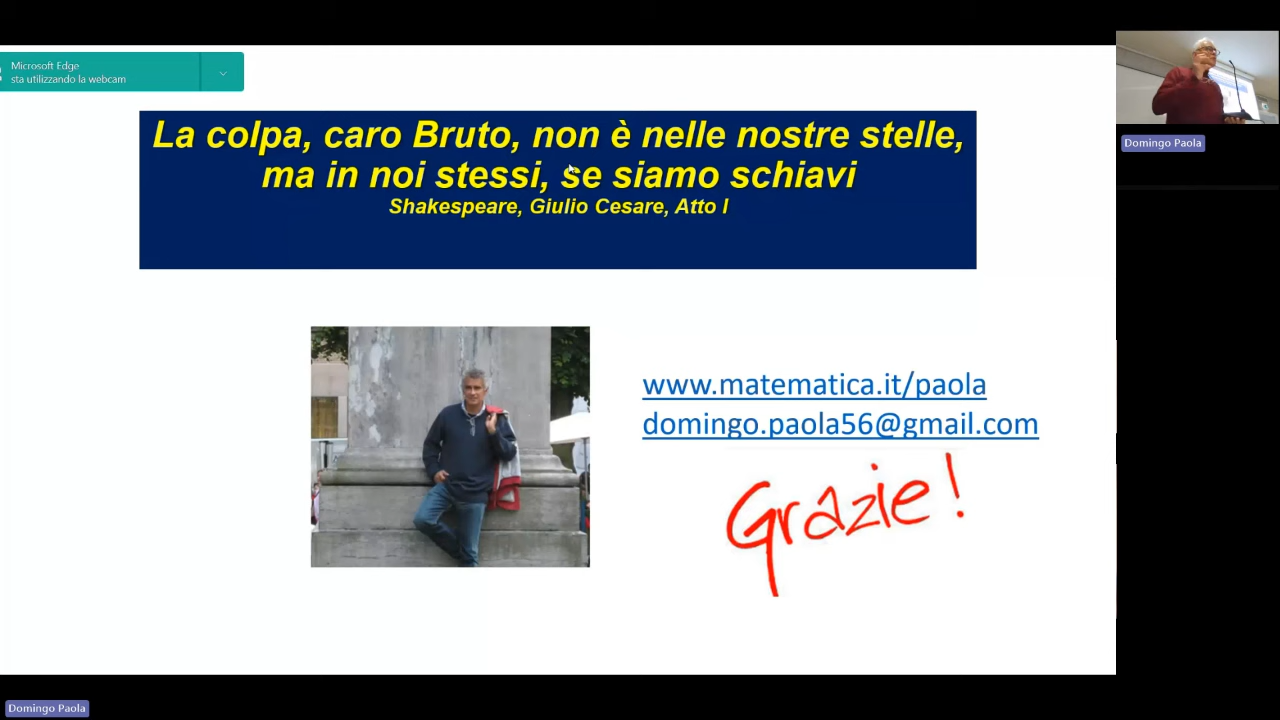 Microsoft Edge
sta utilizzando la webcam
La colpa, caro Bruto, non è nelle nostre stelle,
ma in noi stessi, se siamo schiavi
Shakespeare, Giulio Cesare, Atto I
www.matematica.it/paola
domingo.paola56@gmail.com
Grazie!
Domingo Paola
Domingo Paola